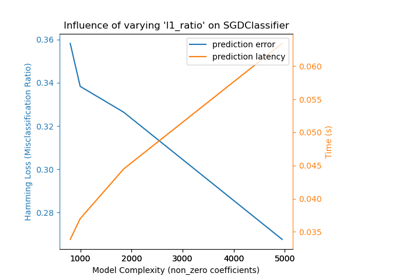 Influence of varying 'l1_ratio' on SGDClassifier
prediction error
prediction latency
Hamming Loss (Misclassification Ratio)
0.36
0.34
0.32
0.30
0.28
0.060
0.055
0.050
0.045
0.040
0.035
Time (s)
1000 2000 3000 4000 5000
Model Complexity (non_zero coefficients)